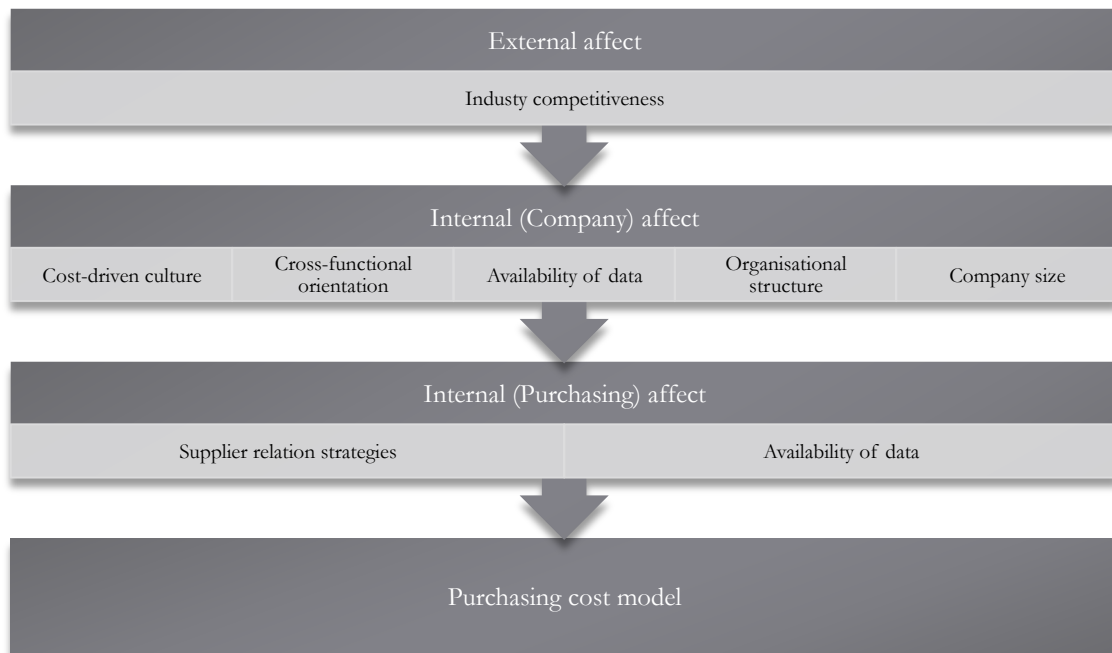 External affect
Industy competitiveness
Internal (Company) affect
Cost-driven culture
Cross-functional
orientation
Availability of data
Organisational
structure
Company size
Internal (Purchasing) affect
Supplier relation strategies
Availability of data
Purchasing cost model